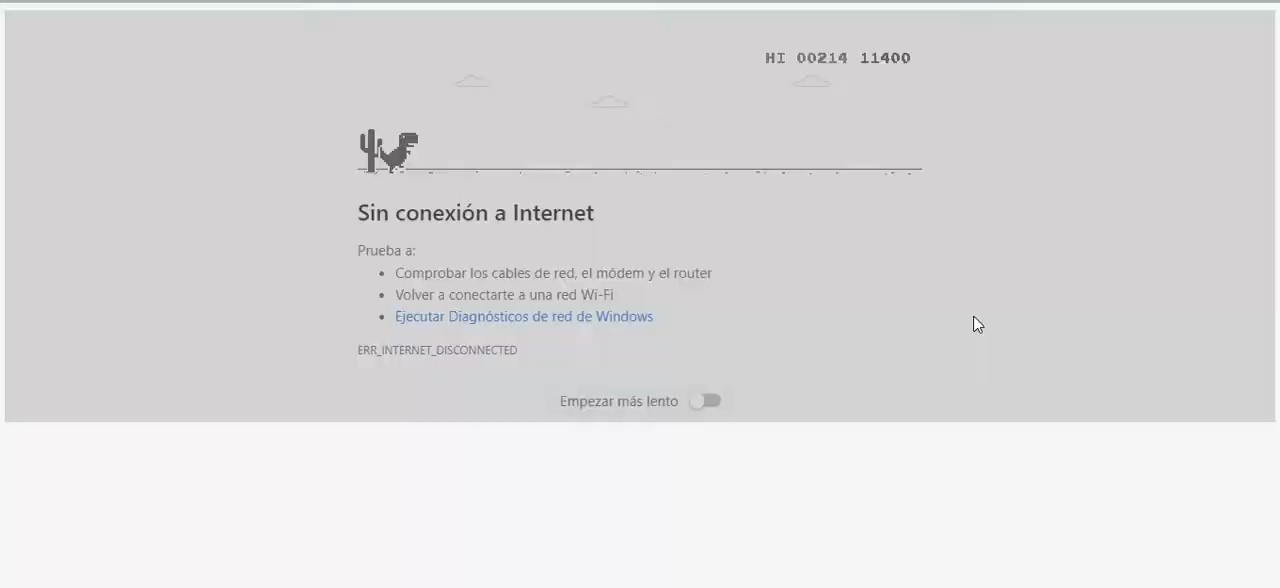 HI 00214 11400
Sin conexión a Internet
Prueba a:
Comprobar los cables de red, el módem y el router
Volver a conectarte a una red Wi-Fi
Ejecutar Diagnósticos de red de Windows
ERR_INTERNET_DISCONNECTED
Empezar más lento